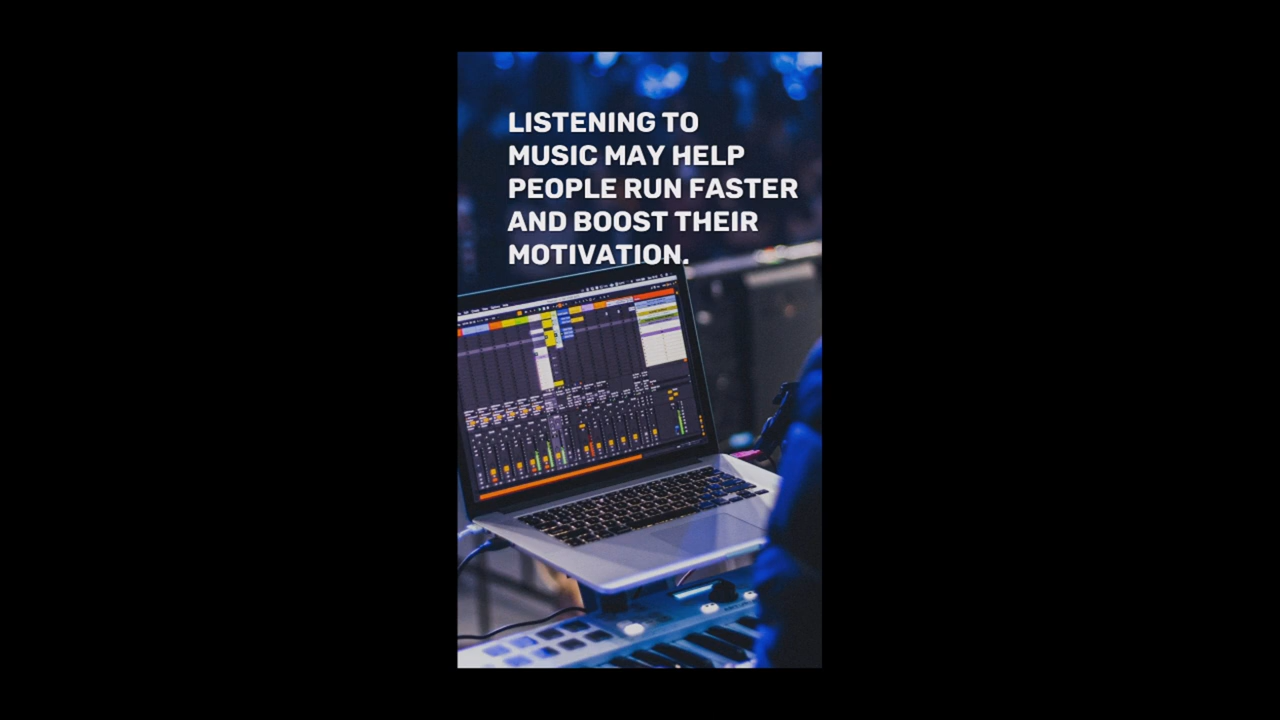 LISTENING TO
MUSIC MAY HELP
PEOPLE RUN FASTER
AND BOOST THEIR
MOTIVATION.